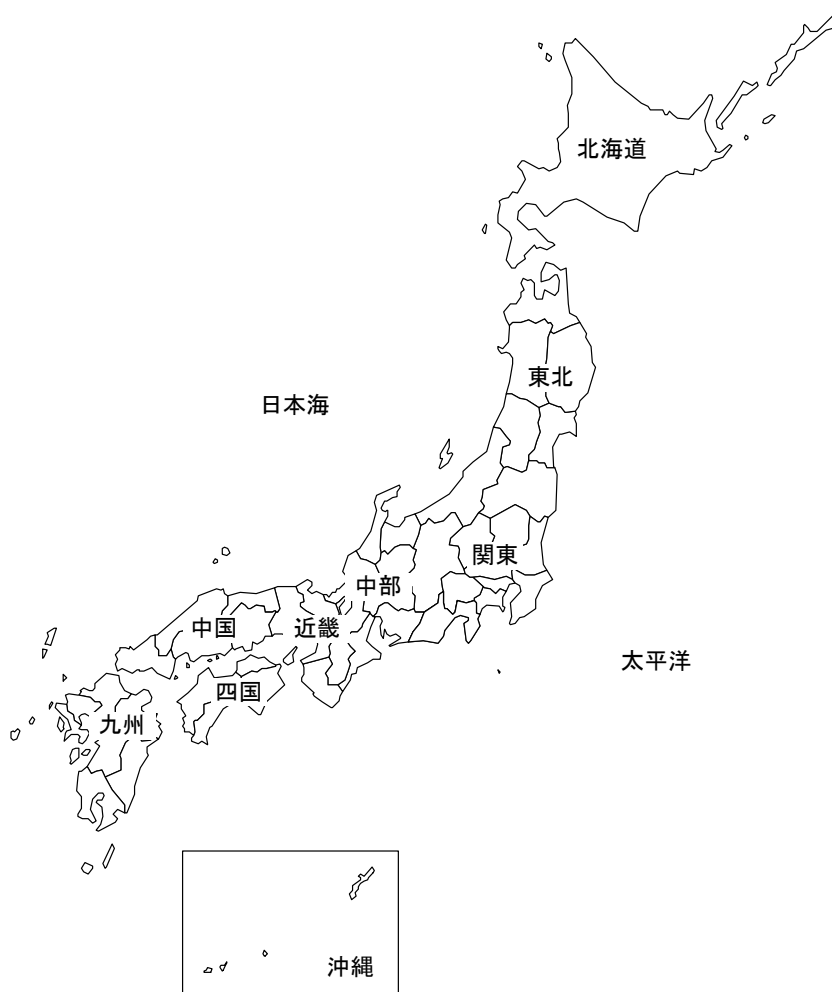 北海道
東北
日本海
関東
中部
中国
近畿
太平洋
四国
九州
沖縄